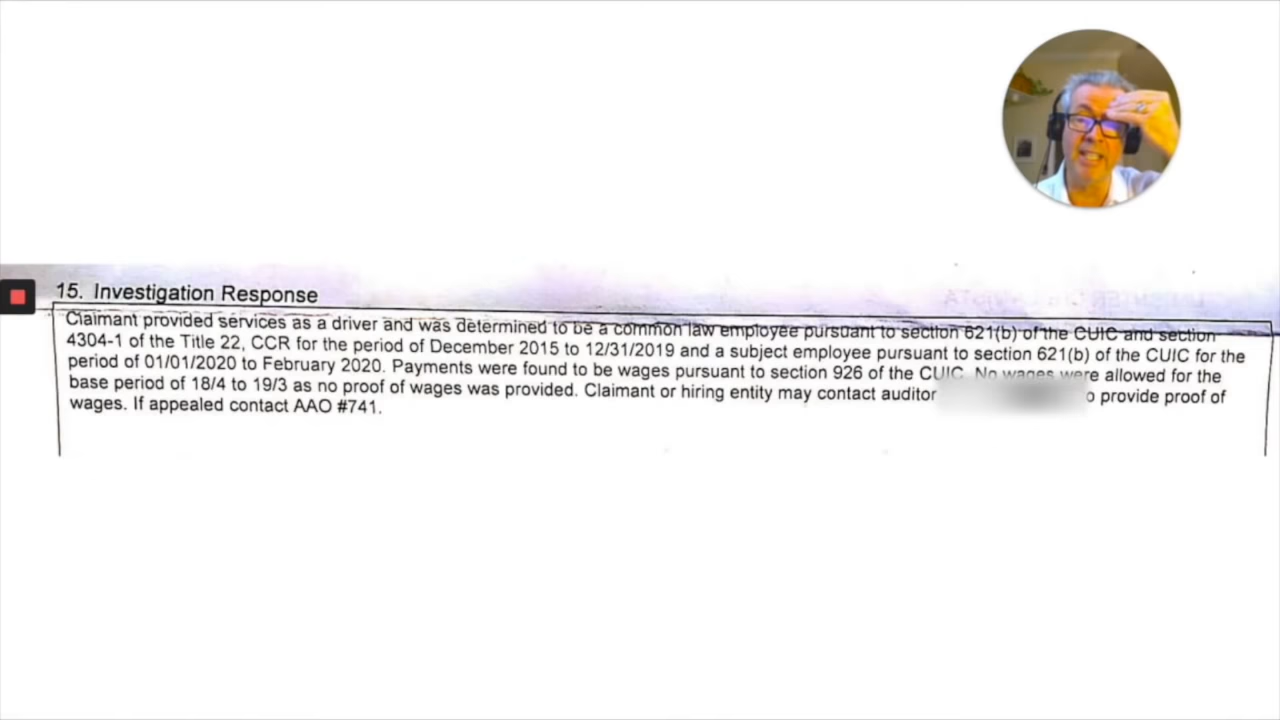 15. Investigation Response
Claimant provided services as a driver and was determined to be a common law employee pursuant to section 621(b) of the CUIC and section
4304-1 of the Title 22, CCR for the period of December 2015 to 12/31/2019 and a subject employee pursuant to section 621(b) of the CUIC for the
period of 01/01/2020 to February 2020. Payments were found to be wages pursuant to section 926 of the CUIC. No wages were allowed for the
base period of 18/4 to 19/3 as no proof of wages was provided. Claimant or hiring entity may contact auditor o provide proof of
wages. If appealed contact AAO #741.